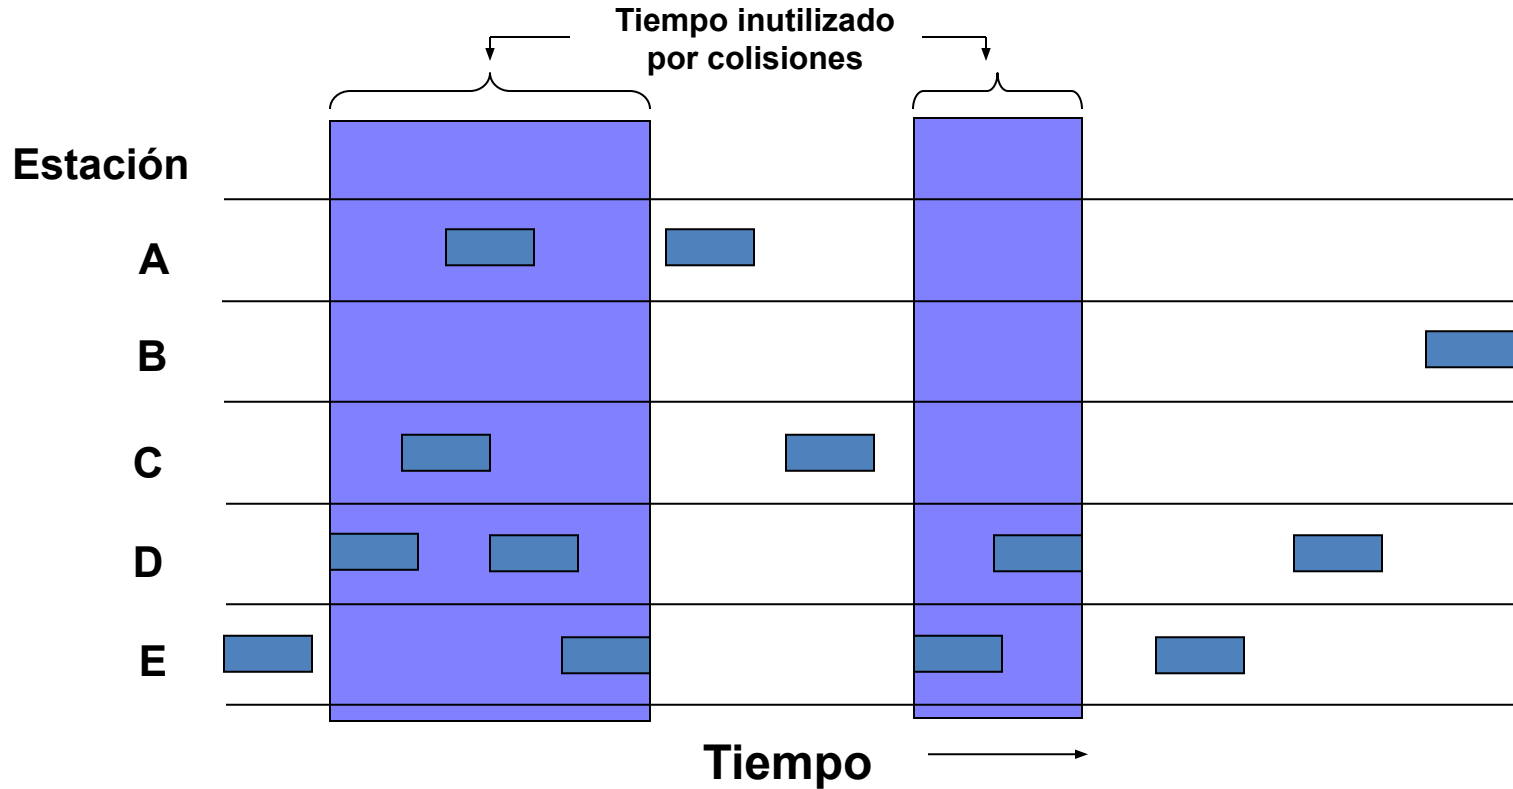 Tiempo inutilizado
por colisiones
Estación
A
B
C
D
E
Tiempo